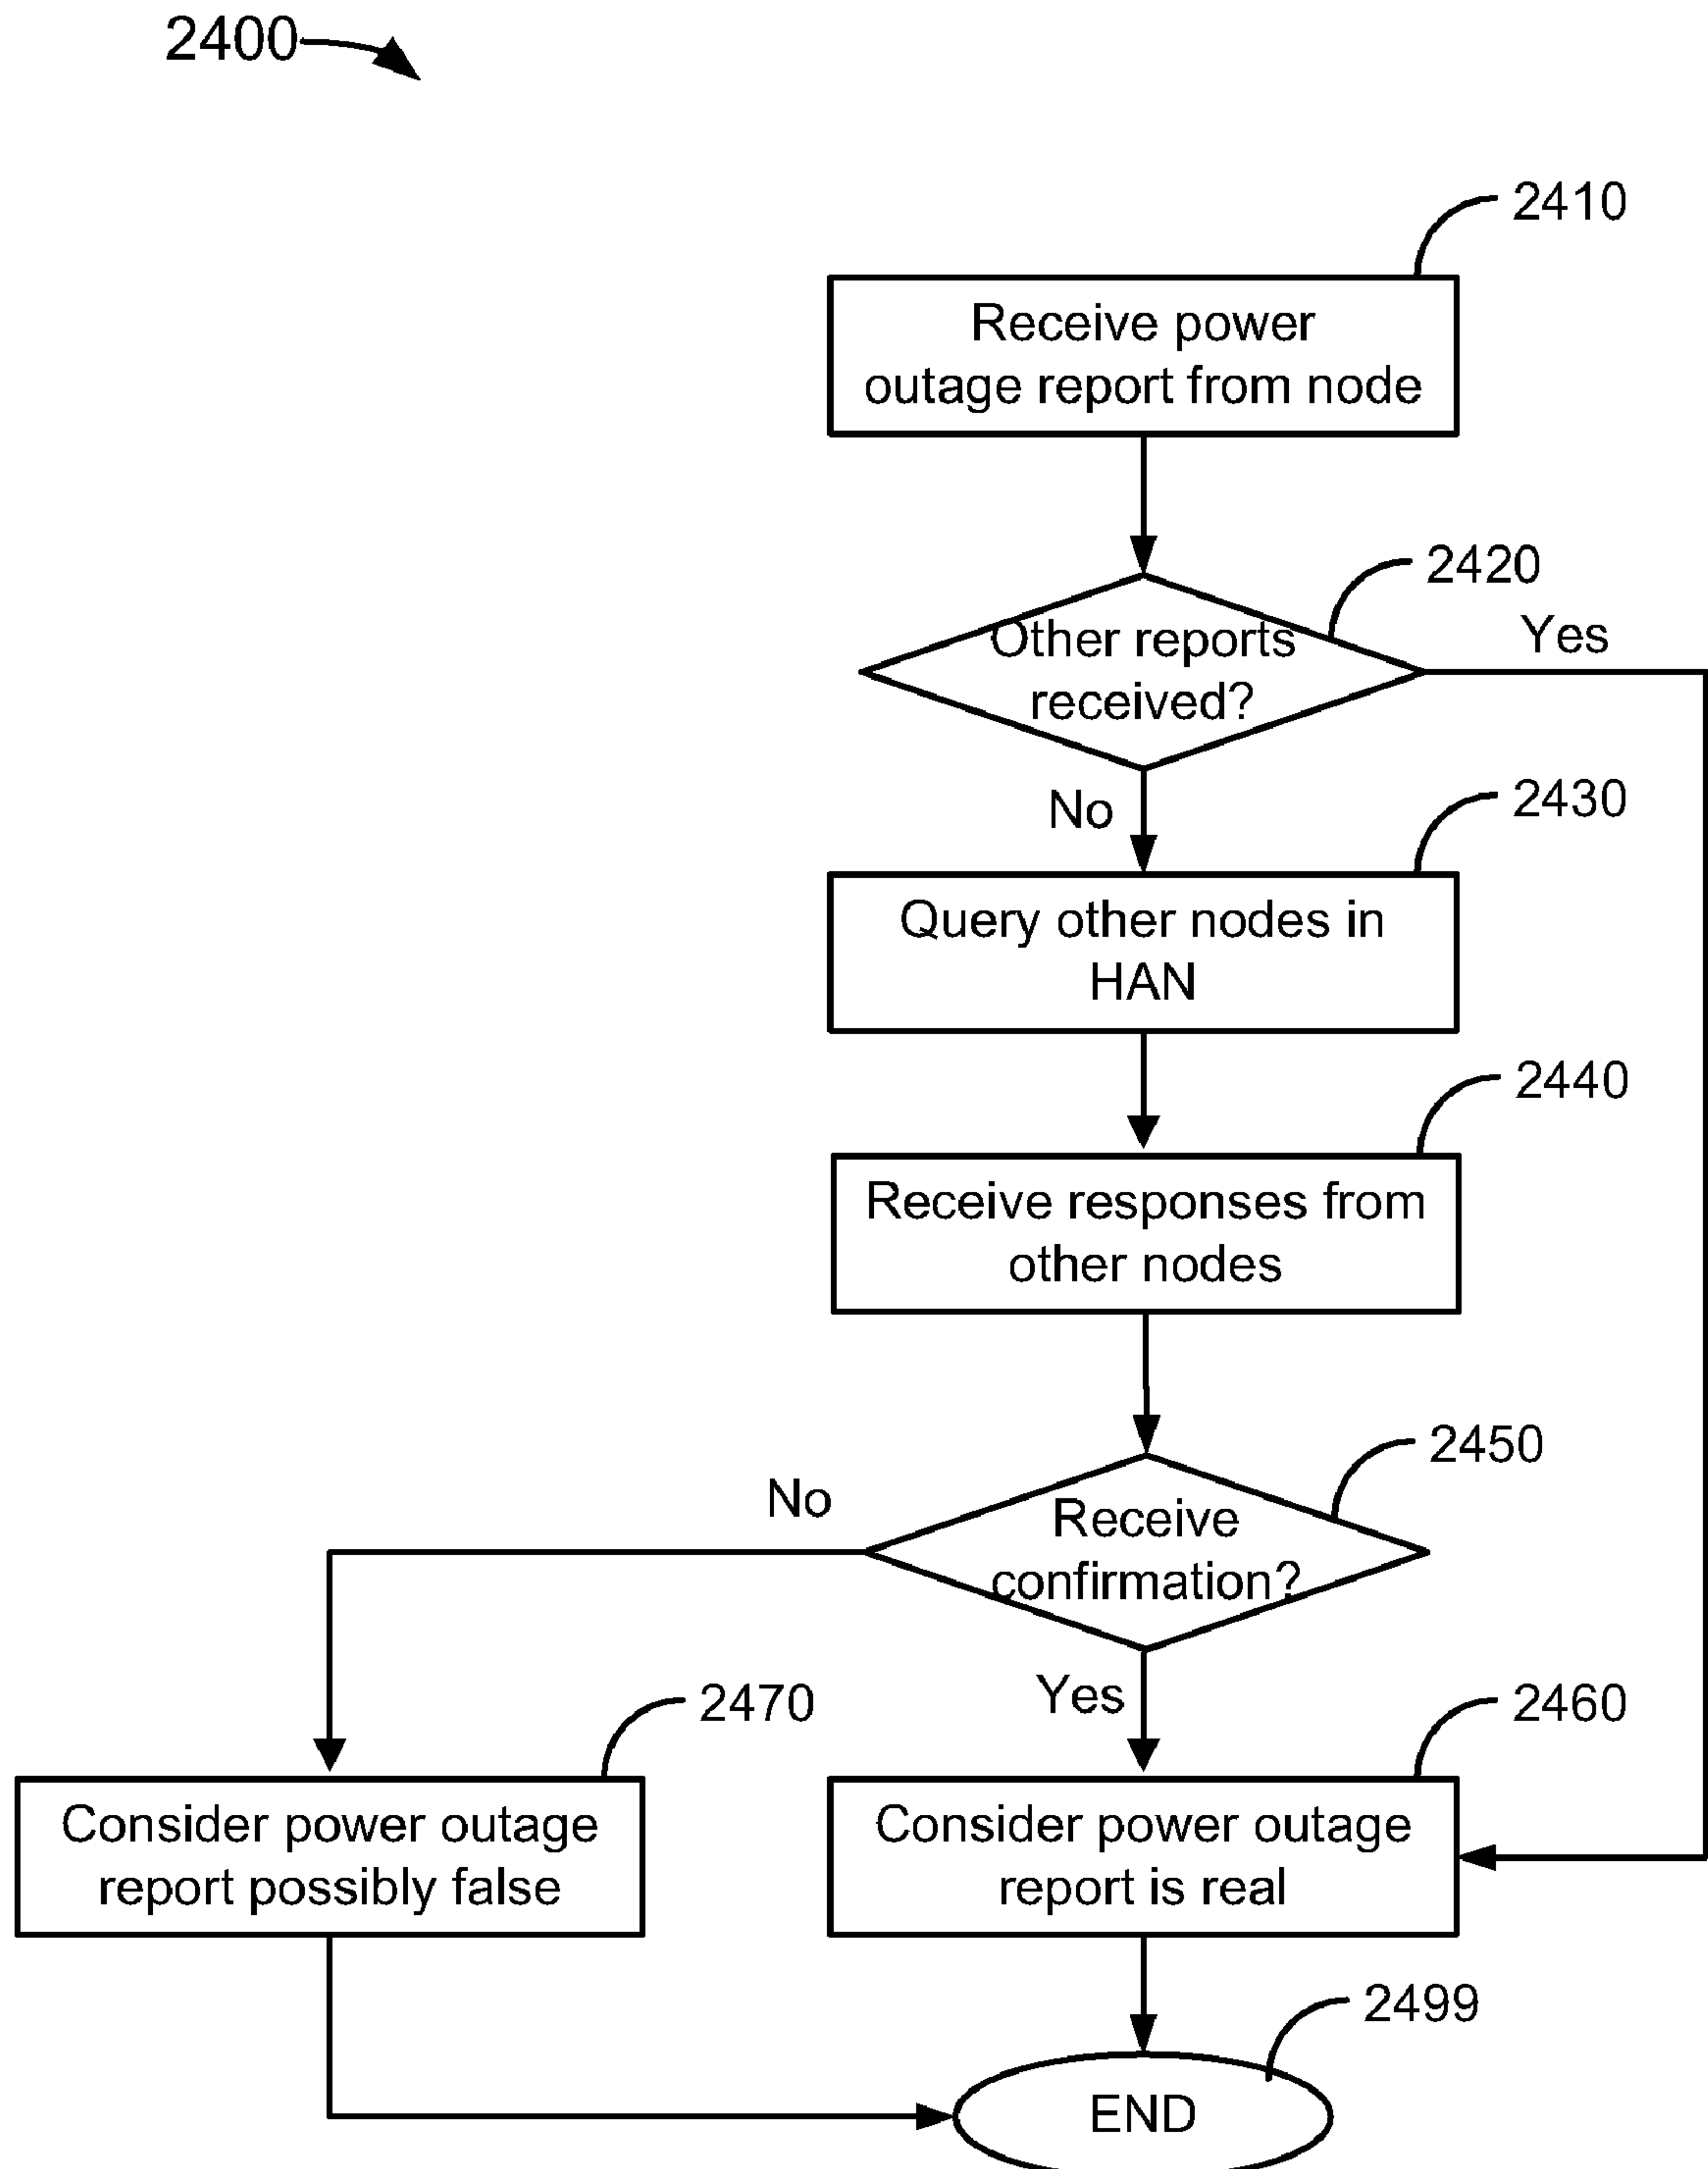 2400
2410
Receive power
outage report from node
2420
Other reports
received?
Yes
No
2430
Query other nodes in
HAN
2440
Receive responses from
other nodes
2450
Receive
confirmation?
No
Yes
2470
Consider power outage
report possibly false
2460
Consider power outage
report is real
2499
END